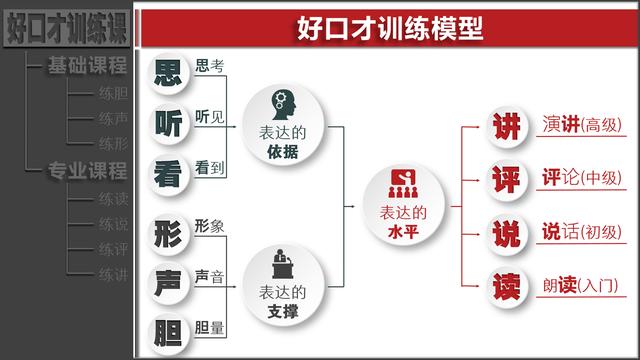 好口才训练课
基础课程
练胆
练声
练形
专业课程
练读
练说
练评
练讲
好口才训练模型
思 思考
听 听见
看 看到
形 形象
声 声音
胆 胆量
表达的
依据
表达的
支撑
表达的
水平
讲 演讲(高级)
评 评论(中级)
说 说话(初级)
读 朗读(入门)